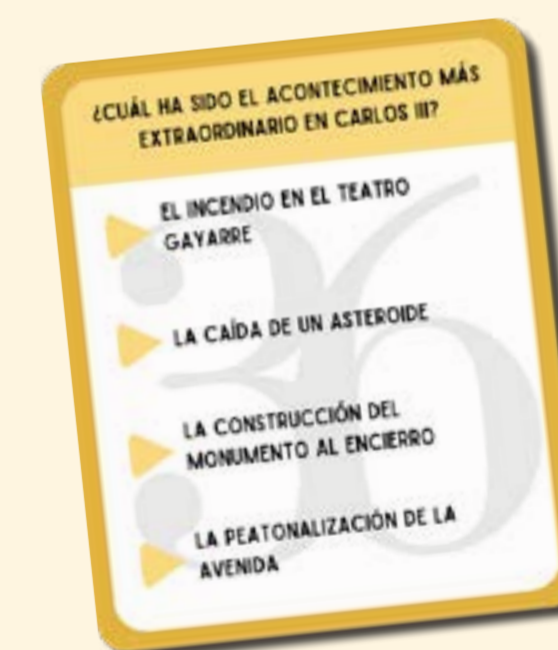 ¿CUÁL HA SIDO EL ACONTECIMIENTO MÁS
EXTRAORDINARIO EN CARLOS III?
EL INCENDIO EN EL TEATRO
GAYARRE
LA CAÍDA DE UN ASTEROIDE
LA CONSTRUCCIÓN DEL
MONUMENTO AL ENCIERRO
LA PEATONALIZACIÓN DE LA
AVENIDA
36